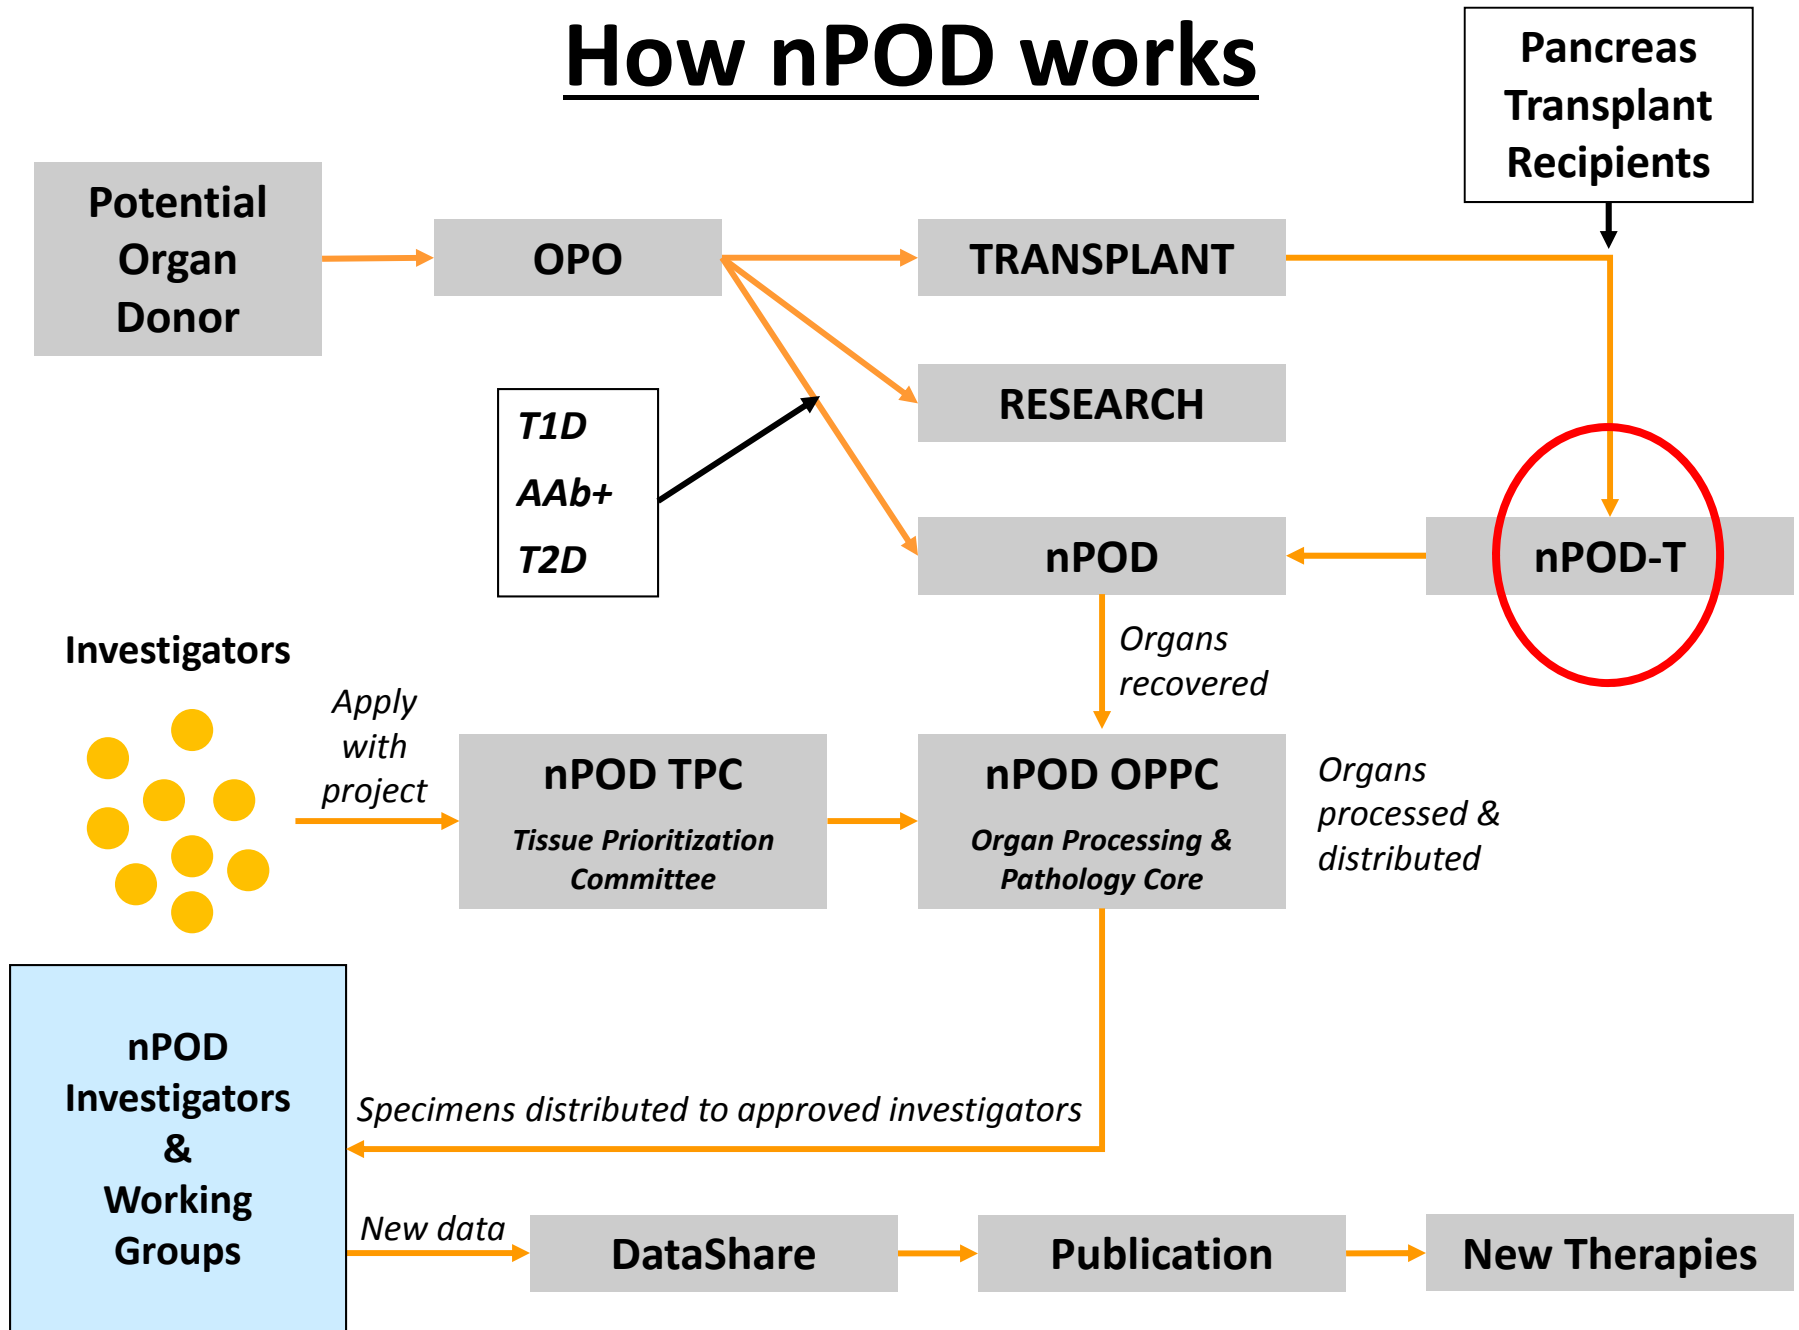 How nPOD works
Pancreas
Transplant
Recipients
Potential
Organ
Donor
OPO
TRANSPLANT
RESEARCH
T1D
AAb+
T2D
nPOD
nPOD-T
Organs
recovered
Investigators
Apply
with
project
nPOD TPC
Tissue Prioritization
Committee
nPOD OPPC
Organ Processing &
Pathology Core
Organs
processed &
distributed
nPOD
Investigators
&
Working
Groups
Specimens distributed to approved investigators
New data
DataShare
Publication
New Therapies